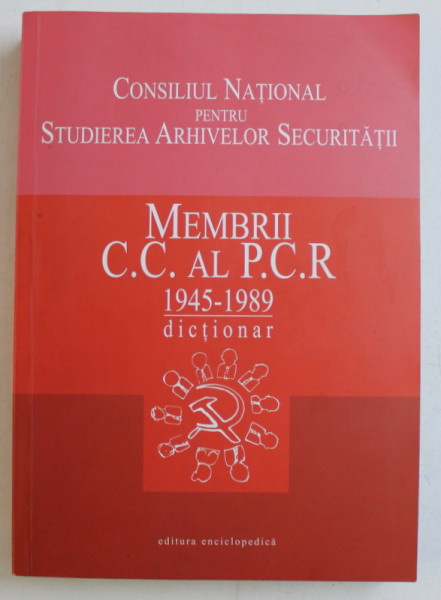 CONSILIUL NAȚIONAL
PENTRU
STUDIEREA ARHIVELOR SECURITĂȚII
MEMBRII
C.C. AL P.C.R
1945-1989
dicționar
editura enciclopedică